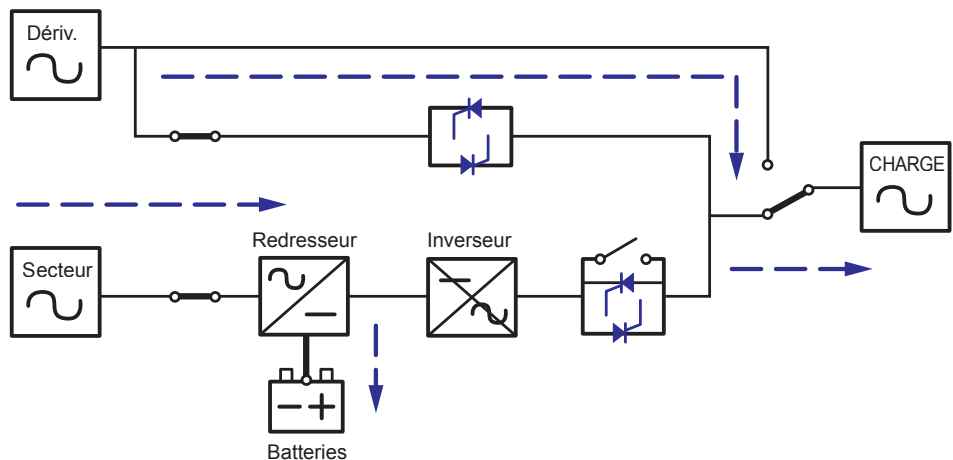 Dériv.
CHARGE
Redresseur
Inverseur
Secteur
Batteries